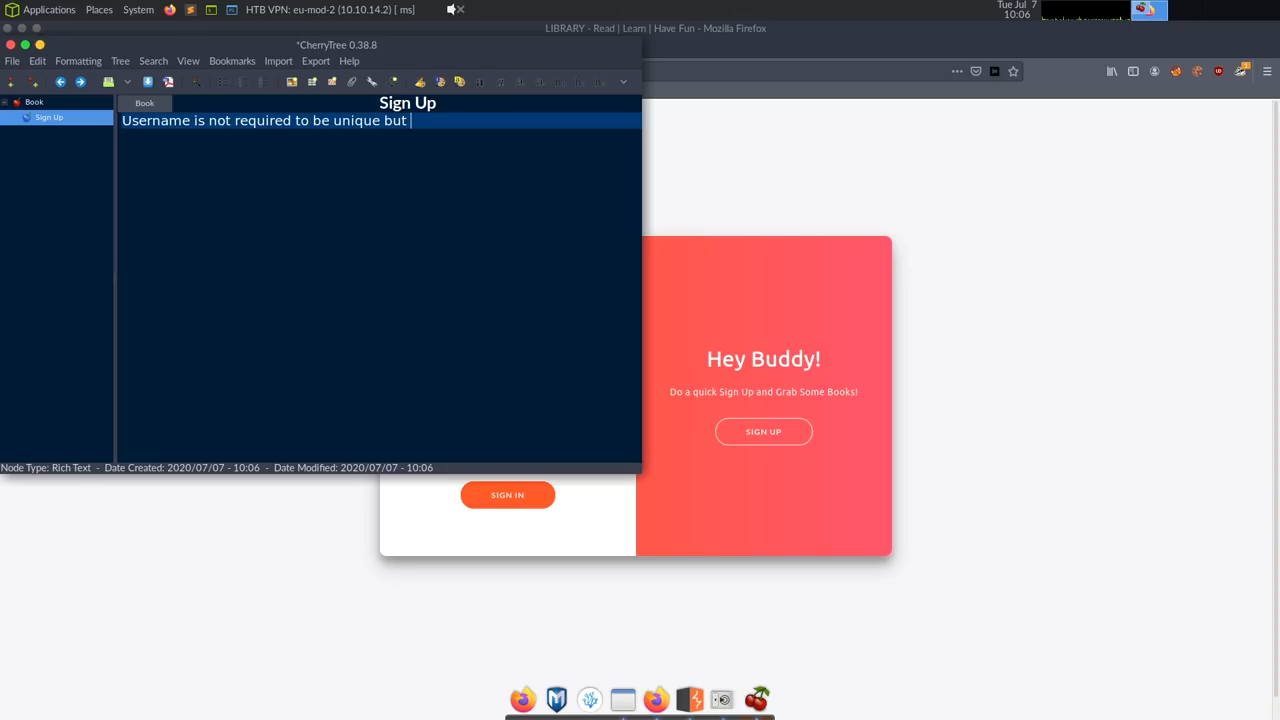 Applications Places System HTB VPN: eu-mod-2 (10.10.14.2) [ ms]
Tue Jul 7
10:06
LIBRARY - Read | Learn | Have Fun - Mozilla Firefox
*CherryTree 0.38.8
File Edit Formatting Tree Search View Bookmarks Import Export Help
Book
Sign Up
Book
Sign Up
Username is not required to be unique but
Node Type: Rich Text - Date Created: 2020/07/07 - 10:06 - Date Modified: 2020/07/07 - 10:06
Hey Buddy!
Do a quick Sign Up and Grab Some Books!
SIGN UP
SIGN IN